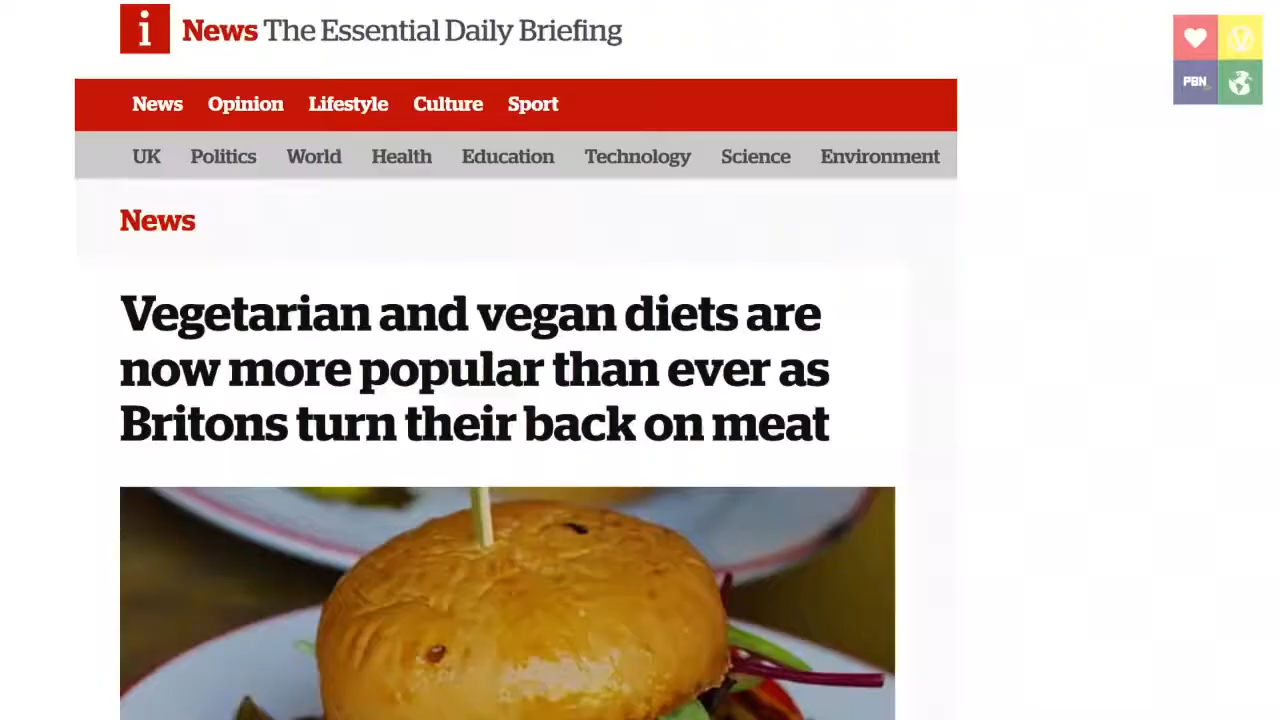 i News The Essential Daily Briefing
PBN
News Opinion Lifestyle Culture Sport
UK Politics World Health Education Technology Science Environment
News
Vegetarian and vegan diets are
now more popular than ever as
Britons turn their back on meat